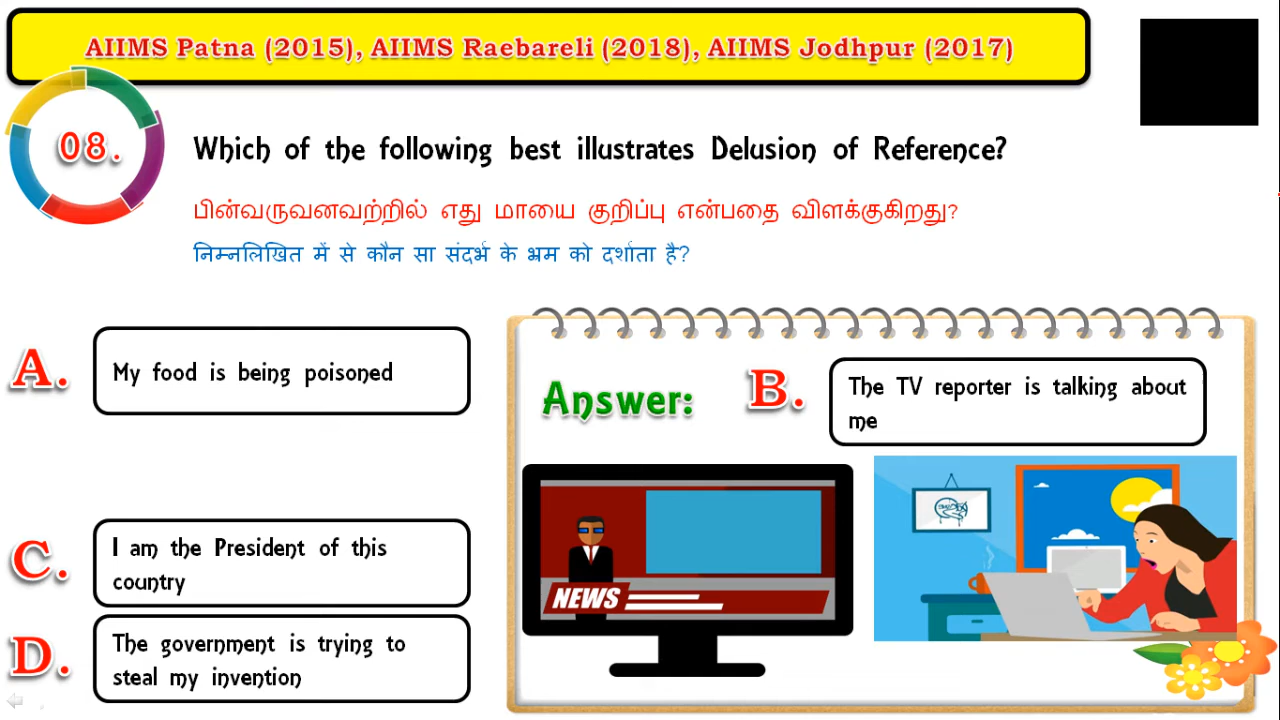 AIIMS Patna (2015), AIIMS Raebareli (2018), AIIMS Jodhpur (2017)
08.
Which of the following best illustrates Delusion of Reference?
பின்வருவனவற்றில் எது மாயை குறிப்பு என்பதை விளக்குகிறது?
निम्नलिखित में से कौन सा संदर्भ के भ्रम को दर्शाता है?
A.
My food is being poisoned
Answer:
B.
The TV reporter is talking about
me
NEWS
C.
I am the President of this
country
D.
The government is trying to
steal my invention